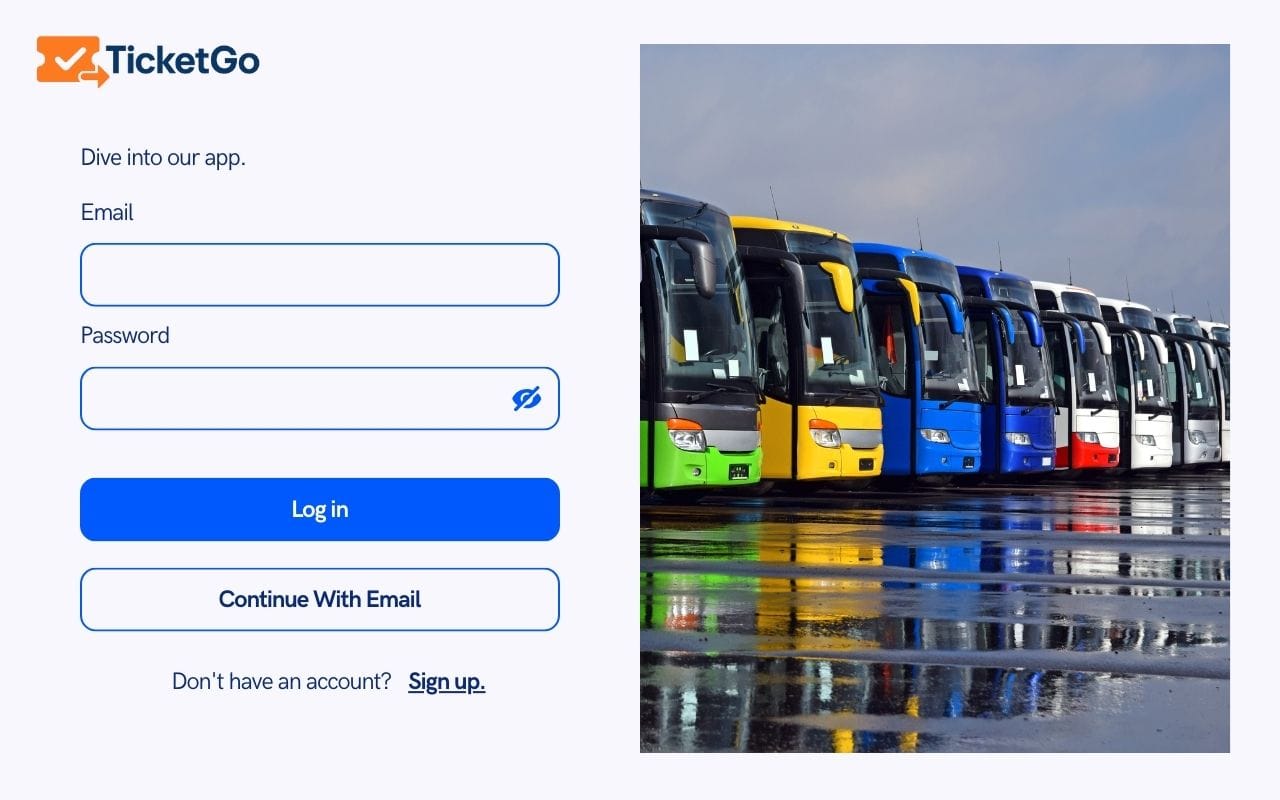 TicketGo
Dive into our app.
Email
Password
Log in
Continue With Email
Don't have an account? Sign up.